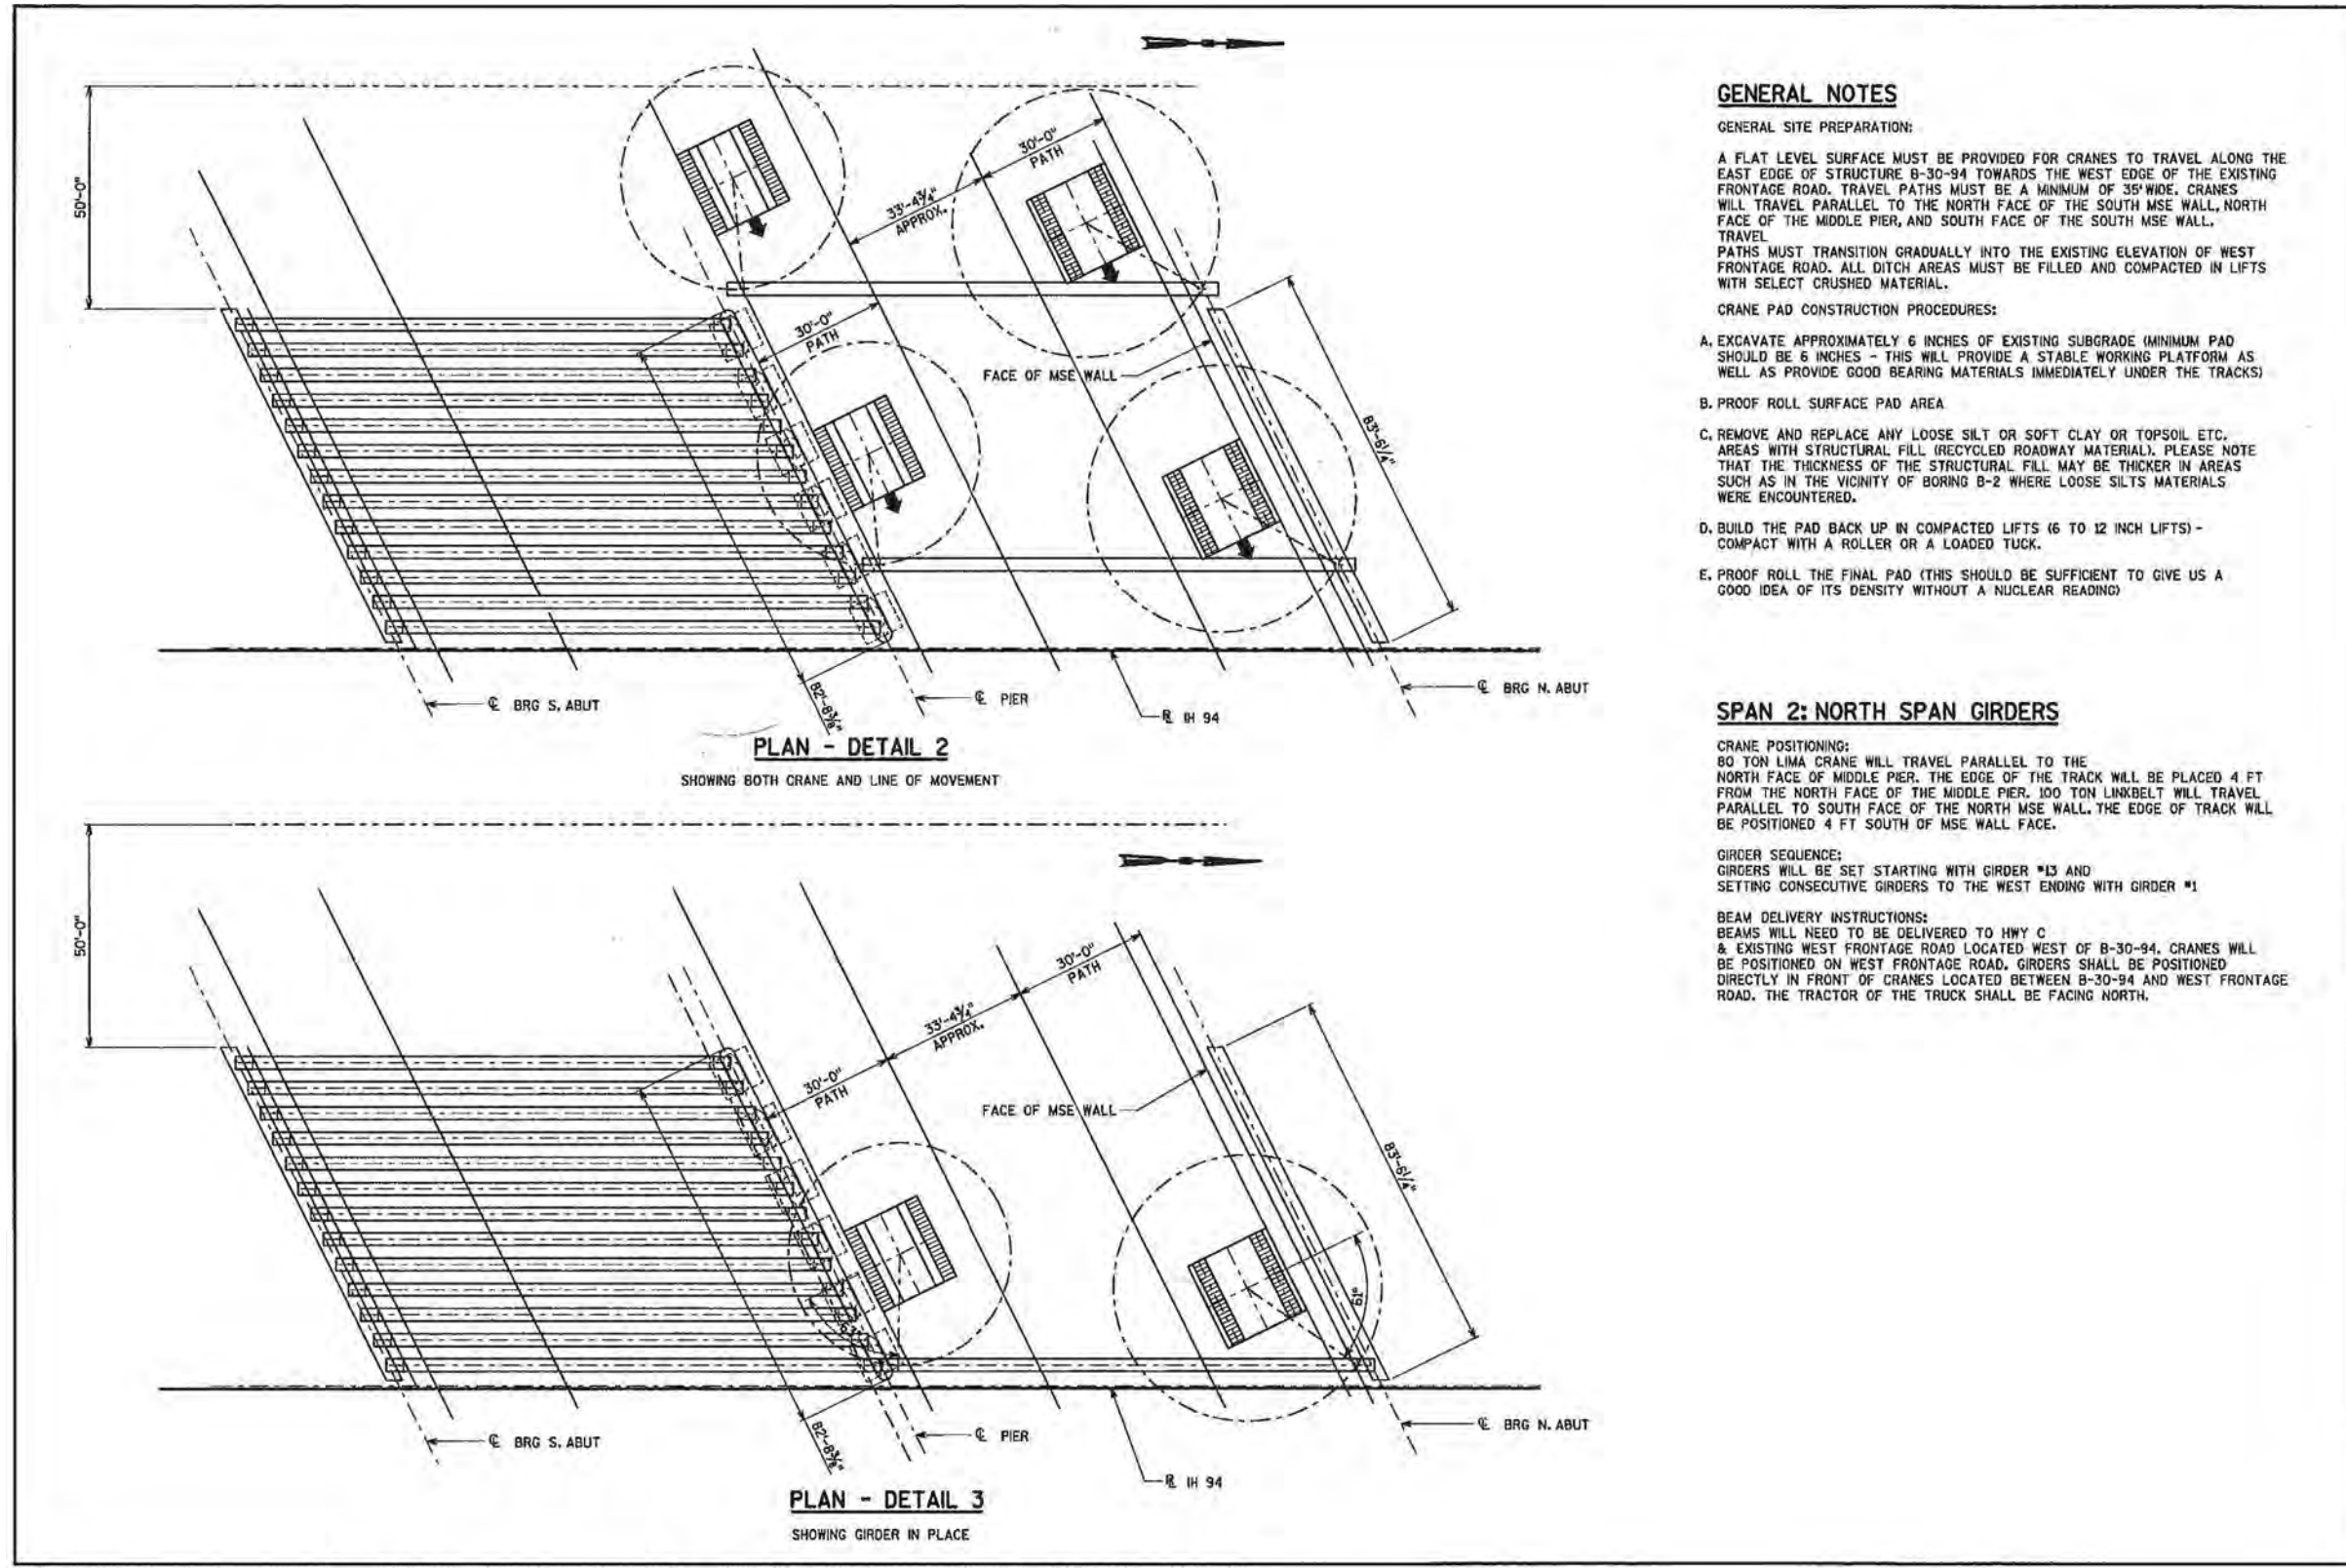 50'-0"
30'-0"
PATH
33'-4¾"
APPROX.
30'-0"
PATH
FACE OF MSE WALL
83'-6¼"
82'-8⅜"
℄ BRG S. ABUT
℄ PIER
℞ IH 94
℄ BRG N. ABUT
PLAN - DETAIL 2
SHOWING BOTH CRANE AND LINE OF MOVEMENT
50'-0"
30'-0"
PATH
33'-4¾"
APPROX.
30'-0"
PATH
FACE OF MSE WALL
83'-6¼"
61°
82'-8⅜"
℄ BRG S. ABUT
℄ PIER
℞ IH 94
℄ BRG N. ABUT
PLAN - DETAIL 3
SHOWING GIRDER IN PLACE
GENERAL NOTES
GENERAL SITE PREPARATION:
A FLAT LEVEL SURFACE MUST BE PROVIDED FOR CRANES TO TRAVEL ALONG THE
EAST EDGE OF STRUCTURE B-30-94 TOWARDS THE WEST EDGE OF THE EXISTING
FRONTAGE ROAD. TRAVEL PATHS MUST BE A MINIMUM OF 35' WIDE. CRANES
WILL TRAVEL PARALLEL TO THE NORTH FACE OF THE SOUTH MSE WALL, NORTH
FACE OF THE MIDDLE PIER, AND SOUTH FACE OF THE SOUTH MSE WALL.
TRAVEL
PATHS MUST TRANSITION GRADUALLY INTO THE EXISTING ELEVATION OF WEST
FRONTAGE ROAD. ALL DITCH AREAS MUST BE FILLED AND COMPACTED IN LIFTS
WITH SELECT CRUSHED MATERIAL.
CRANE PAD CONSTRUCTION PROCEDURES:
A. EXCAVATE APPROXIMATELY 6 INCHES OF EXISTING SUBGRADE (MINIMUM PAD
SHOULD BE 6 INCHES - THIS WILL PROVIDE A STABLE WORKING PLATFORM AS
WELL AS PROVIDE GOOD BEARING MATERIALS IMMEDIATELY UNDER THE TRACKS)
B. PROOF ROLL SURFACE PAD AREA
C. REMOVE AND REPLACE ANY LOOSE SILT OR SOFT CLAY OR TOPSOIL ETC.
AREAS WITH STRUCTURAL FILL (RECYCLED ROADWAY MATERIAL). PLEASE NOTE
THAT THE THICKNESS OF THE STRUCTURAL FILL MAY BE THICKER IN AREAS
SUCH AS IN THE VICINITY OF BORING B-2 WHERE LOOSE SILTS MATERIALS
WERE ENCOUNTERED.
D. BUILD THE PAD BACK UP IN COMPACTED LIFTS (6 TO 12 INCH LIFTS) -
COMPACT WITH A ROLLER OR A LOADED TUCK.
E. PROOF ROLL THE FINAL PAD (THIS SHOULD BE SUFFICIENT TO GIVE US A
GOOD IDEA OF ITS DENSITY WITHOUT A NUCLEAR READING)
SPAN 2: NORTH SPAN GIRDERS
CRANE POSITIONING:
80 TON LIMA CRANE WILL TRAVEL PARALLEL TO THE
NORTH FACE OF MIDDLE PIER. THE EDGE OF THE TRACK WILL BE PLACED 4 FT
FROM THE NORTH FACE OF THE MIDDLE PIER. 100 TON LINKBELT WILL TRAVEL
PARALLEL TO SOUTH FACE OF THE NORTH MSE WALL. THE EDGE OF TRACK WILL
BE POSITIONED 4 FT SOUTH OF MSE WALL FACE.
GIRDER SEQUENCE:
GIRDERS WILL BE SET STARTING WITH GIRDER #13 AND
SETTING CONSECUTIVE GIRDERS TO THE WEST ENDING WITH GIRDER #1
BEAM DELIVERY INSTRUCTIONS:
BEAMS WILL NEED TO BE DELIVERED TO HWY C
& EXISTING WEST FRONTAGE ROAD LOCATED WEST OF B-30-94. CRANES WILL
BE POSITIONED ON WEST FRONTAGE ROAD. GIRDERS SHALL BE POSITIONED
DIRECTLY IN FRONT OF CRANES LOCATED BETWEEN B-30-94 AND WEST FRONTAGE
ROAD. THE TRACTOR OF THE TRUCK SHALL BE FACING NORTH.